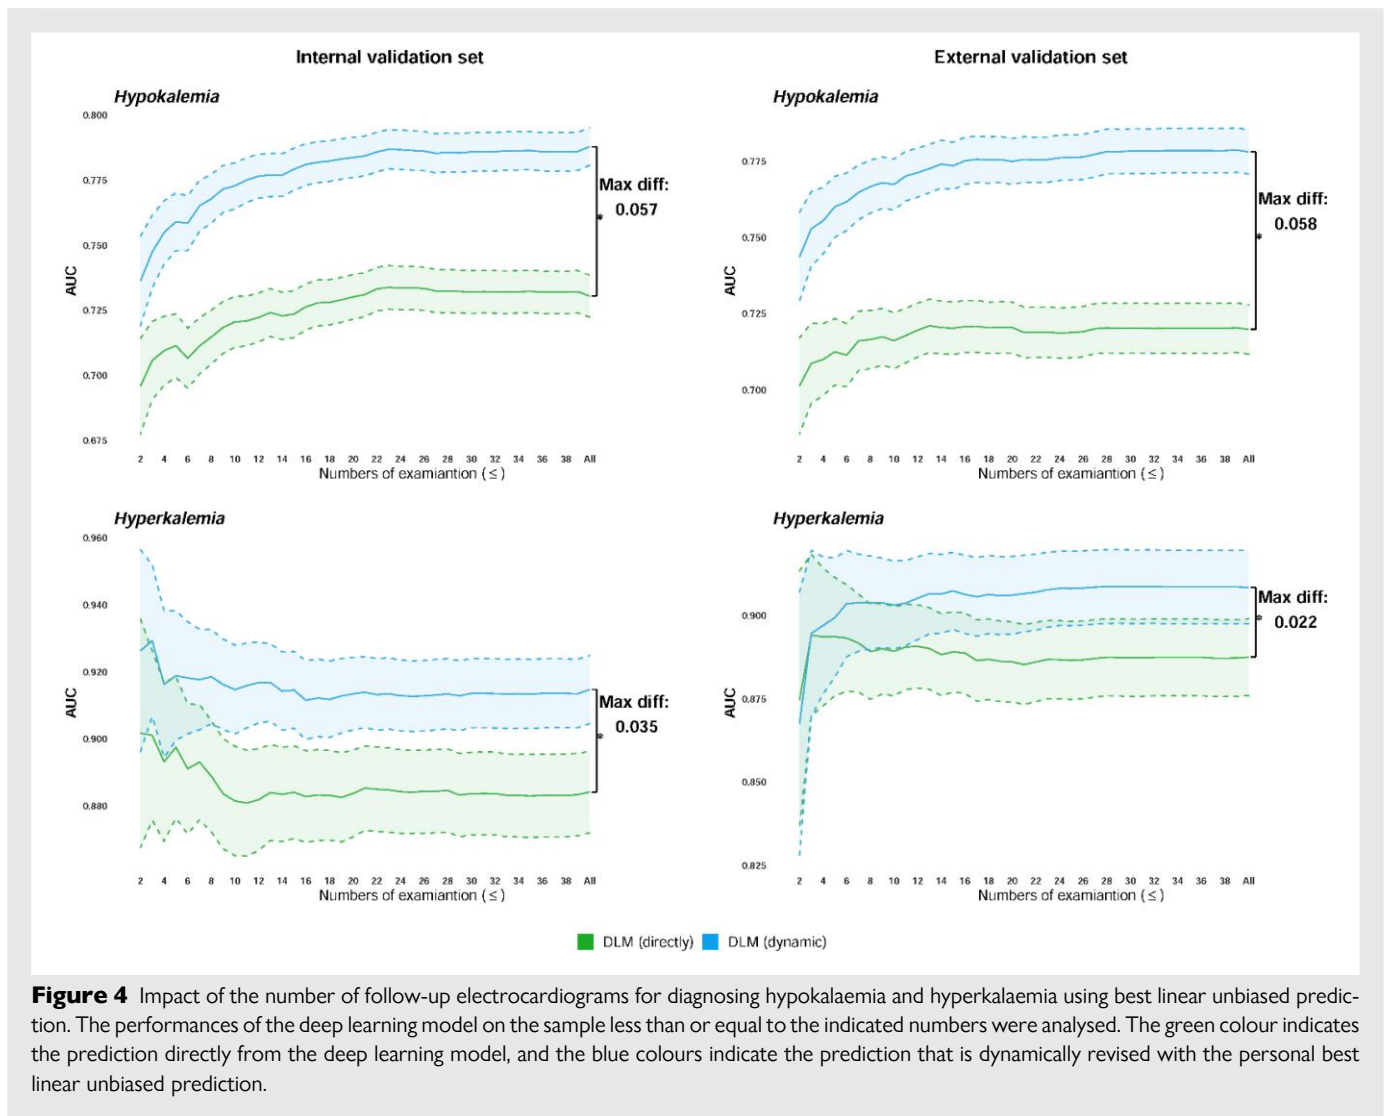 Internal validation set
External validation set
Hypokalemia
0.800
0.775
0.750
0.725
0.700
0.675
AUC
2 4 6 8 10 12 14 16 18 20 22 24 26 28 30 32 34 36 38 All
Numbers of examiantion (≤)
Max diff:
* 0.057
Hypokalemia
0.775
0.750
0.725
0.700
AUC
2 4 6 8 10 12 14 16 18 20 22 24 26 28 30 32 34 36 38 All
Numbers of examiantion (≤)
Max diff:
0.058
*
Hyperkalemia
0.960
0.940
0.920
0.900
0.880
AUC
2 4 6 8 10 12 14 16 18 20 22 24 26 28 30 32 34 36 38 All
Numbers of examiantion (≤)
Max diff:
0.035
*
Hyperkalemia
0.900
0.875
0.850
0.825
AUC
2 4 6 8 10 12 14 16 18 20 22 24 26 28 30 32 34 36 38 All
Numbers of examiantion (≤)
Max diff:
* 0.022
DLM (directly) DLM (dynamic)
Figure 4 Impact of the number of follow-up electrocardiograms for diagnosing hypokalaemia and hyperkalaemia using best linear unbiased predic-
tion. The performances of the deep learning model on the sample less than or equal to the indicated numbers were analysed. The green colour indicates
the prediction directly from the deep learning model, and the blue colours indicate the prediction that is dynamically revised with the personal best
linear unbiased prediction.